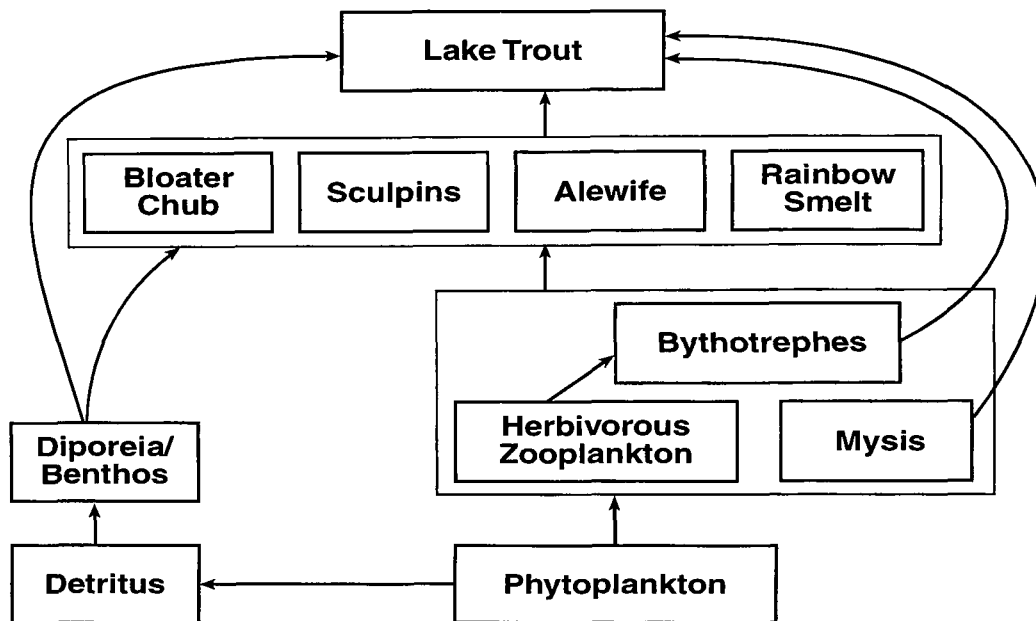 Lake Trout
Bloater
Chub
Sculpins
Alewife
Rainbow
Smelt
Bythotrephes
Herbivorous
Zooplankton
Mysis
Diporeia/
Benthos
Detritus
Phytoplankton